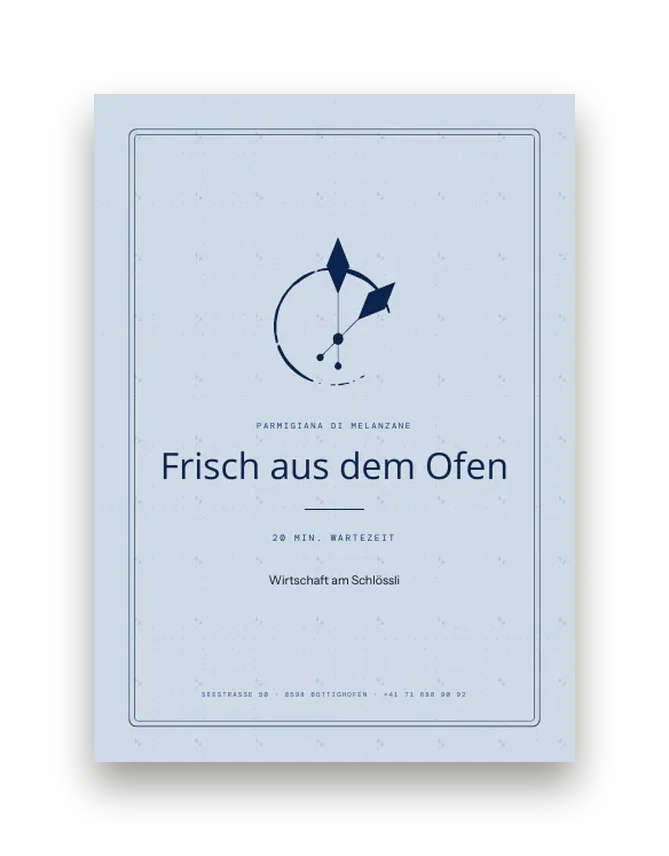 PARMIGIANA DI MELANZANE
Frisch aus dem Ofen
20 MIN. WARTEZEIT
Wirtschaft am Schlössli
SEESTRASSE 50 · 8598 BOTTIGHOFEN · +41 71 688 90 92